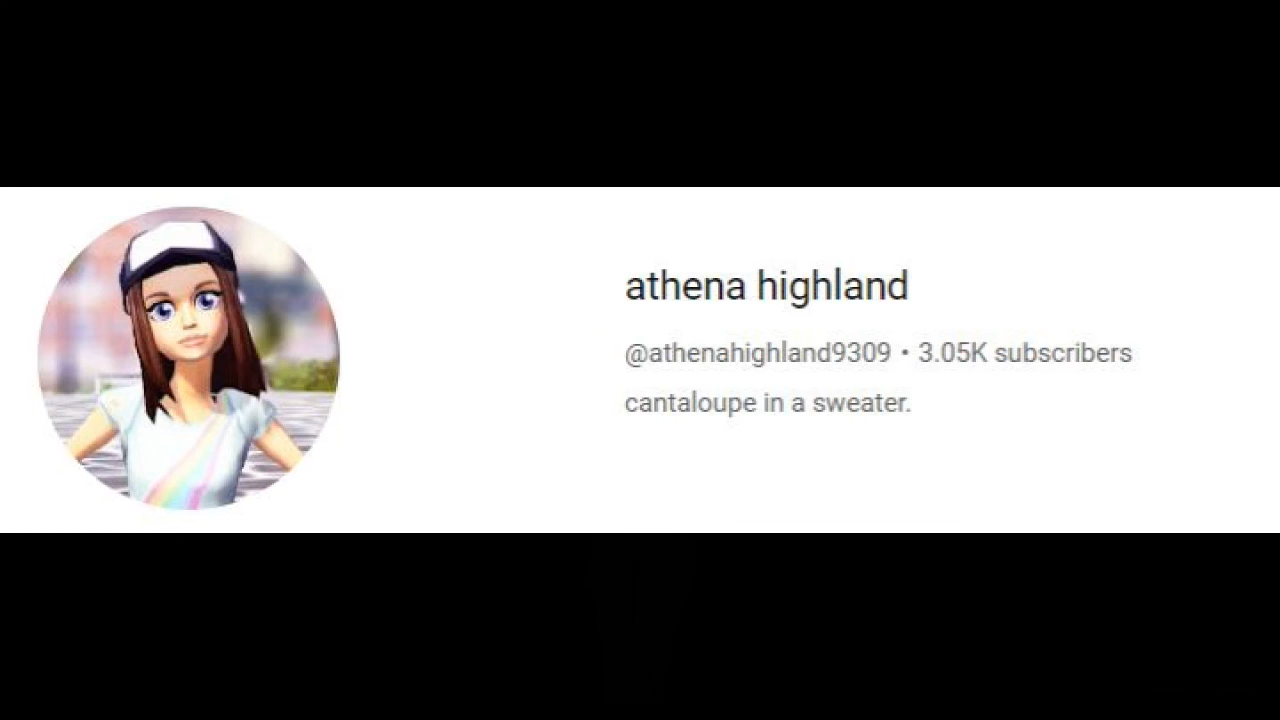 athena highland
@athenahighland9309 • 3.05K subscribers
cantaloupe in a sweater.